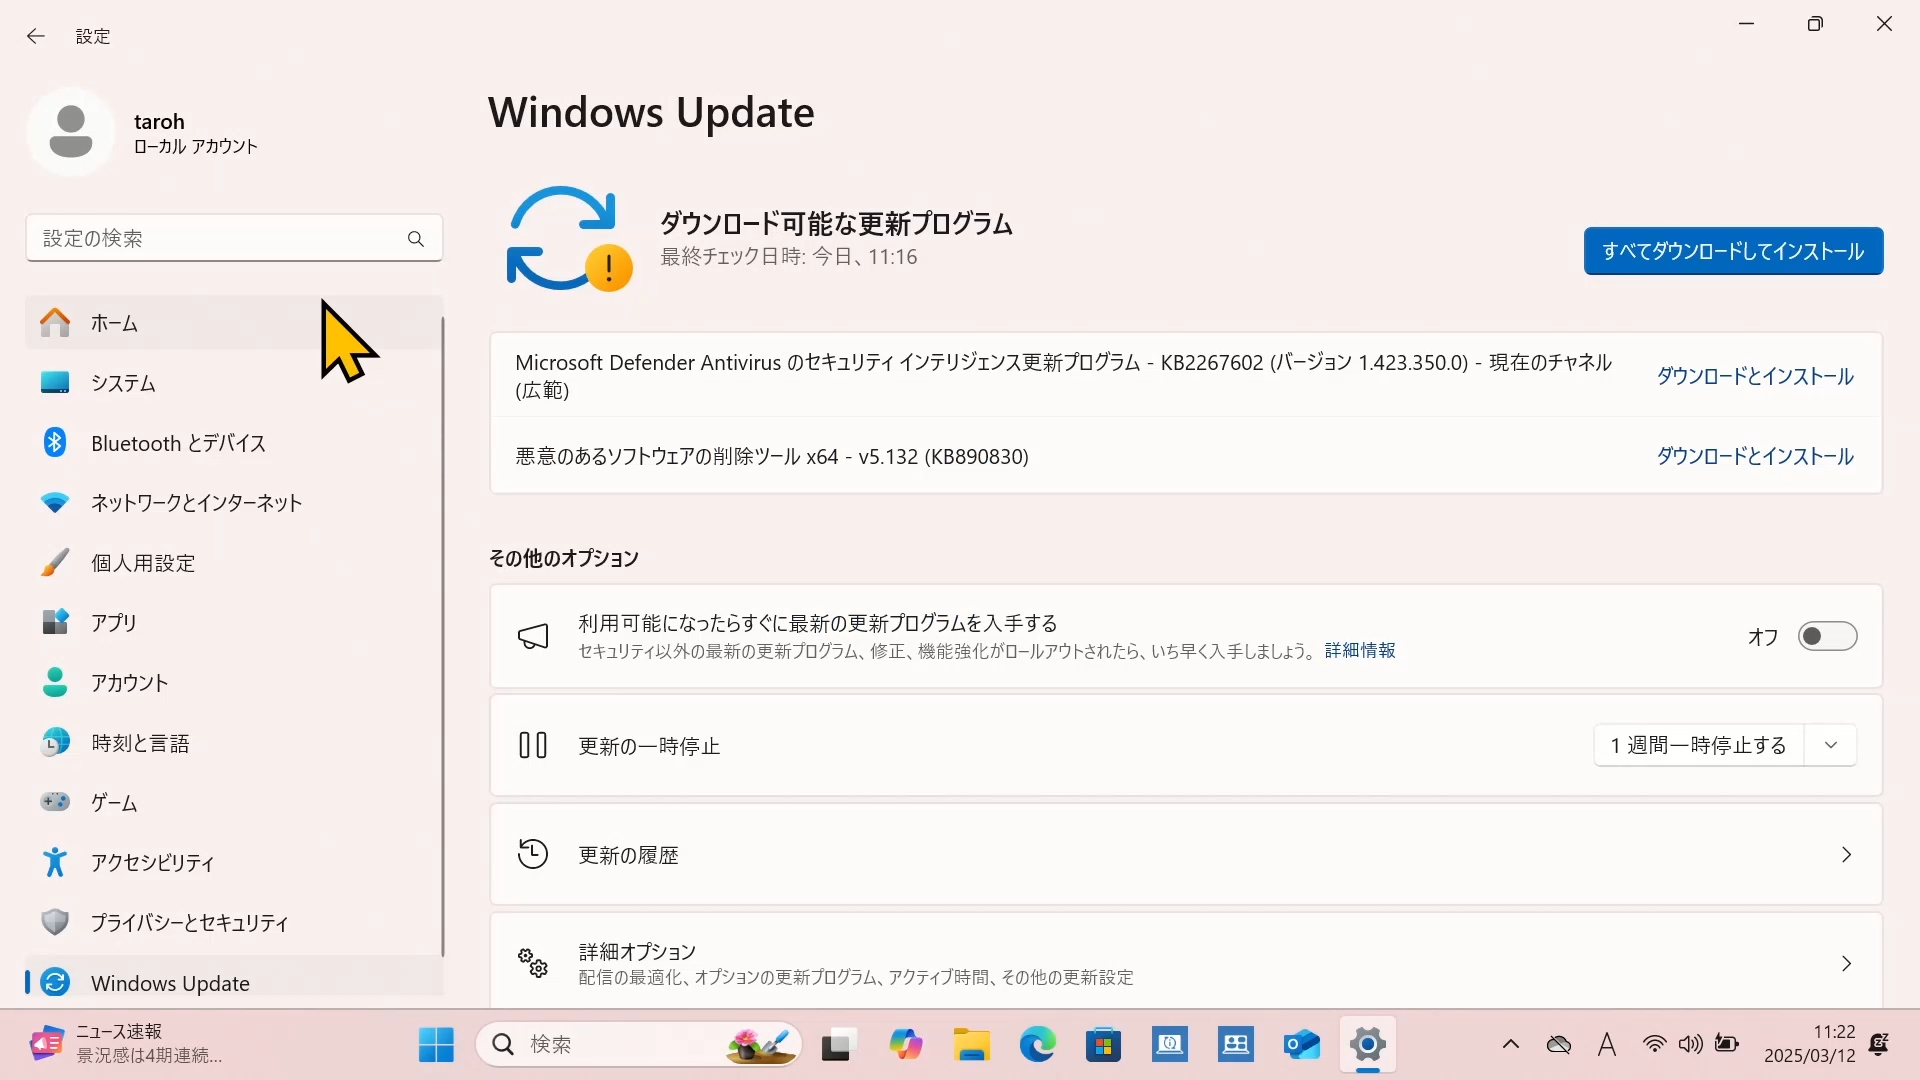 設定
taroh
ローカル アカウント
設定の検索
ホーム
システム
Bluetooth とデバイス
ネットワークとインターネット
個人用設定
アプリ
アカウント
時刻と言語
ゲーム
アクセシビリティ
プライバシーとセキュリティ
Windows Update
Windows Update
ダウンロード可能な更新プログラム
最終チェック日時: 今日、11:16
すべてダウンロードしてインストール
Microsoft Defender Antivirus のセキュリティ インテリジェンス更新プログラム - KB2267602 (バージョン 1.423.350.0) - 現在のチャネル
(広範)
ダウンロードとインストール
悪意のあるソフトウェアの削除ツール x64 - v5.132 (KB890830)
ダウンロードとインストール
その他のオプション
利用可能になったらすぐに最新の更新プログラムを入手する
セキュリティ以外の最新の更新プログラム、修正、機能強化がロールアウトされたら、いち早く入手しましょう。 詳細情報
オフ
更新の一時停止
1 週間一時停止する
更新の履歴
詳細オプション
配信の最適化、オプションの更新プログラム、アクティブ時間、その他の更新設定
ニュース速報
景況感は4期連続...
検索
A
11:22
2025/03/12